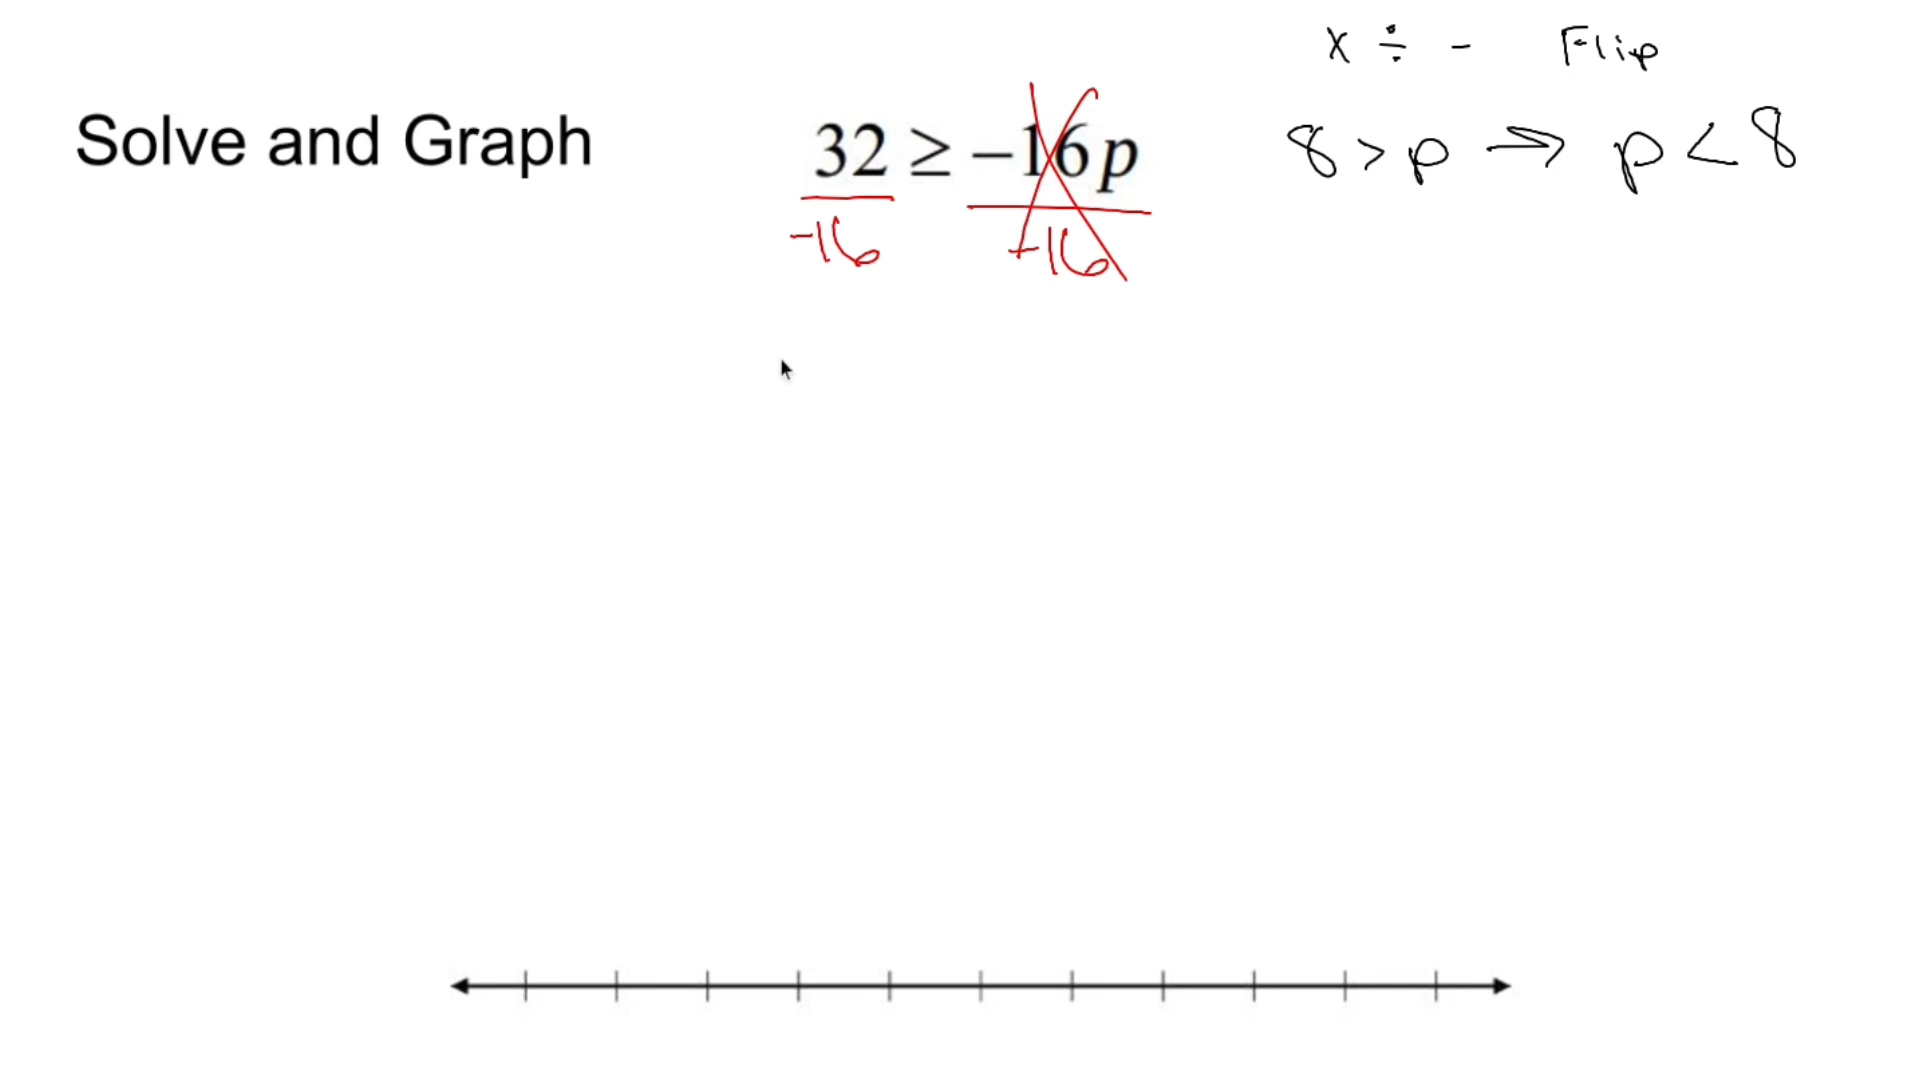 x ÷ - Flip
Solve and Graph
32 ≥ -16p
8 > p ⇒ p < 8
-16 -16